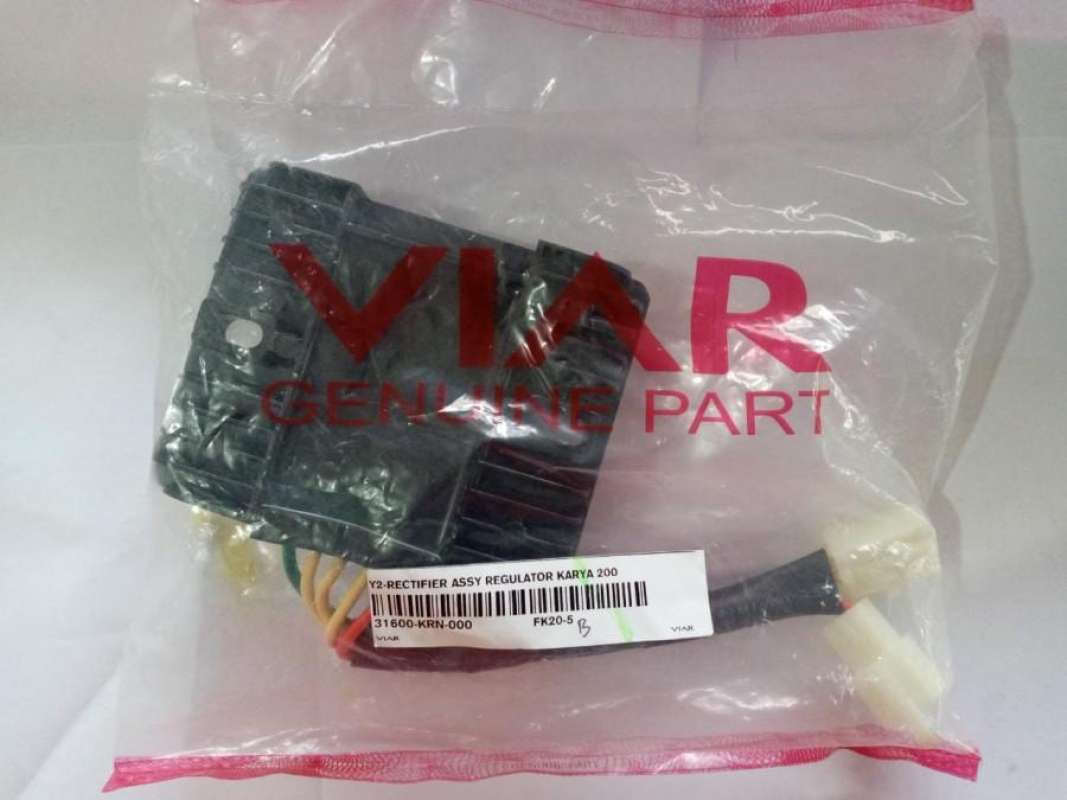 VIAR
GENUINE PART
Y2-RECTIFIER ASSY REGULATOR KARYA 200
31600-KRN-000 FK20-5 B
VIAR VIAR